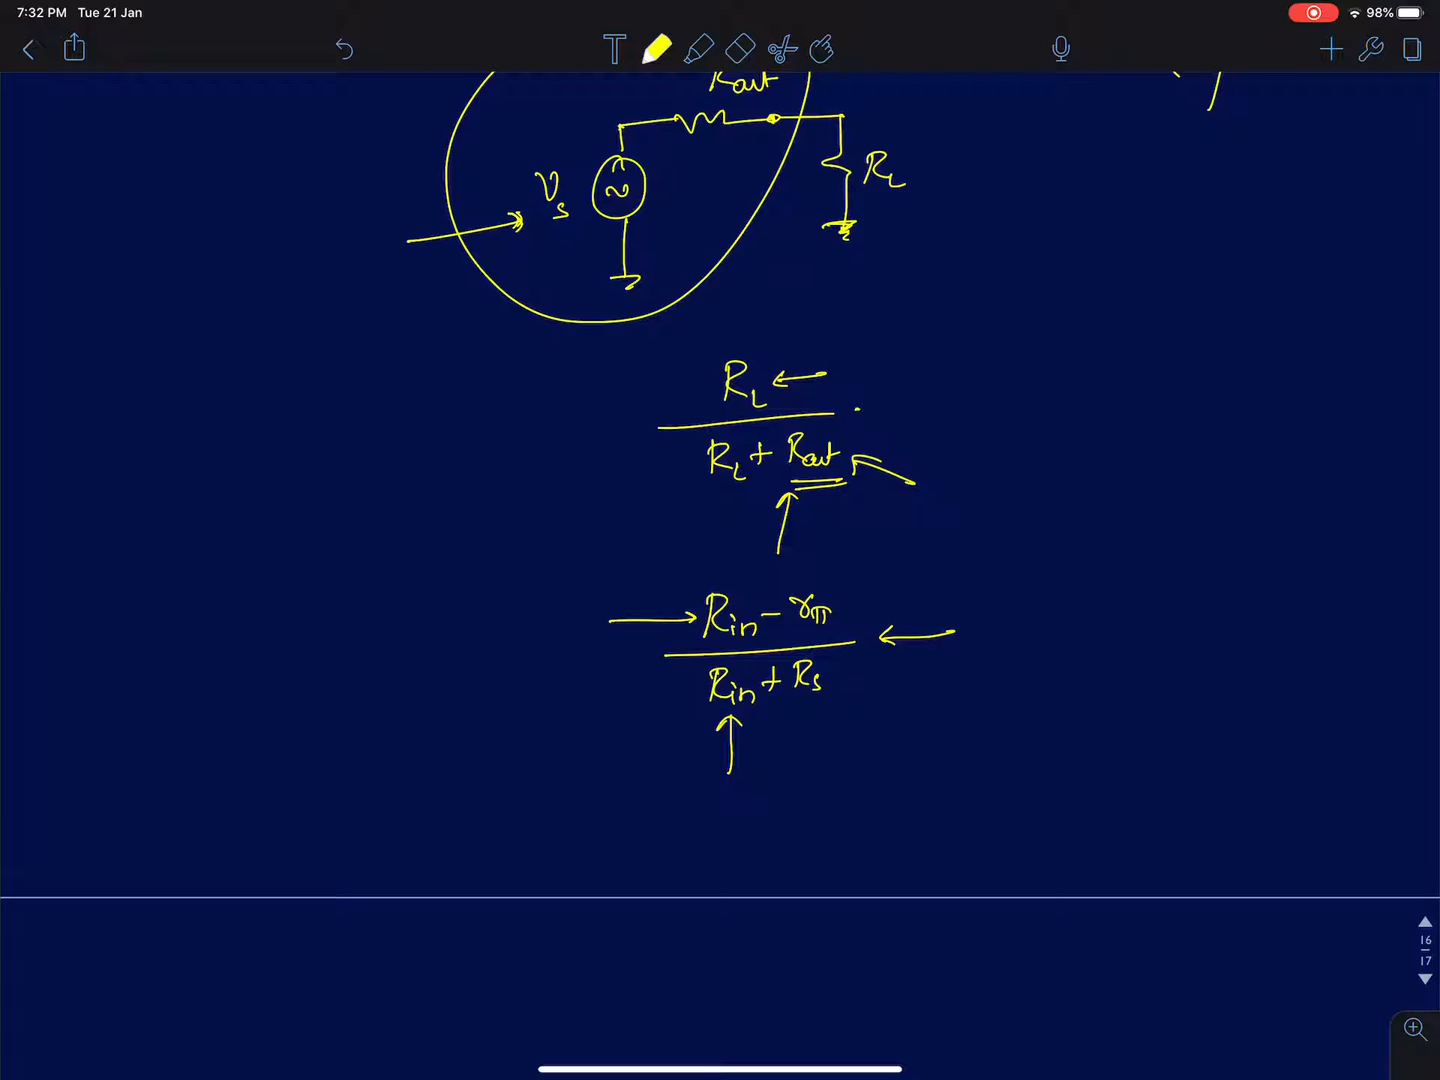 7:32 PM Tue 21 Jan
98%
T
Rout
Vs
RL
RL
RL + Rout
Rin - rπ
Rin + Rs
16
17